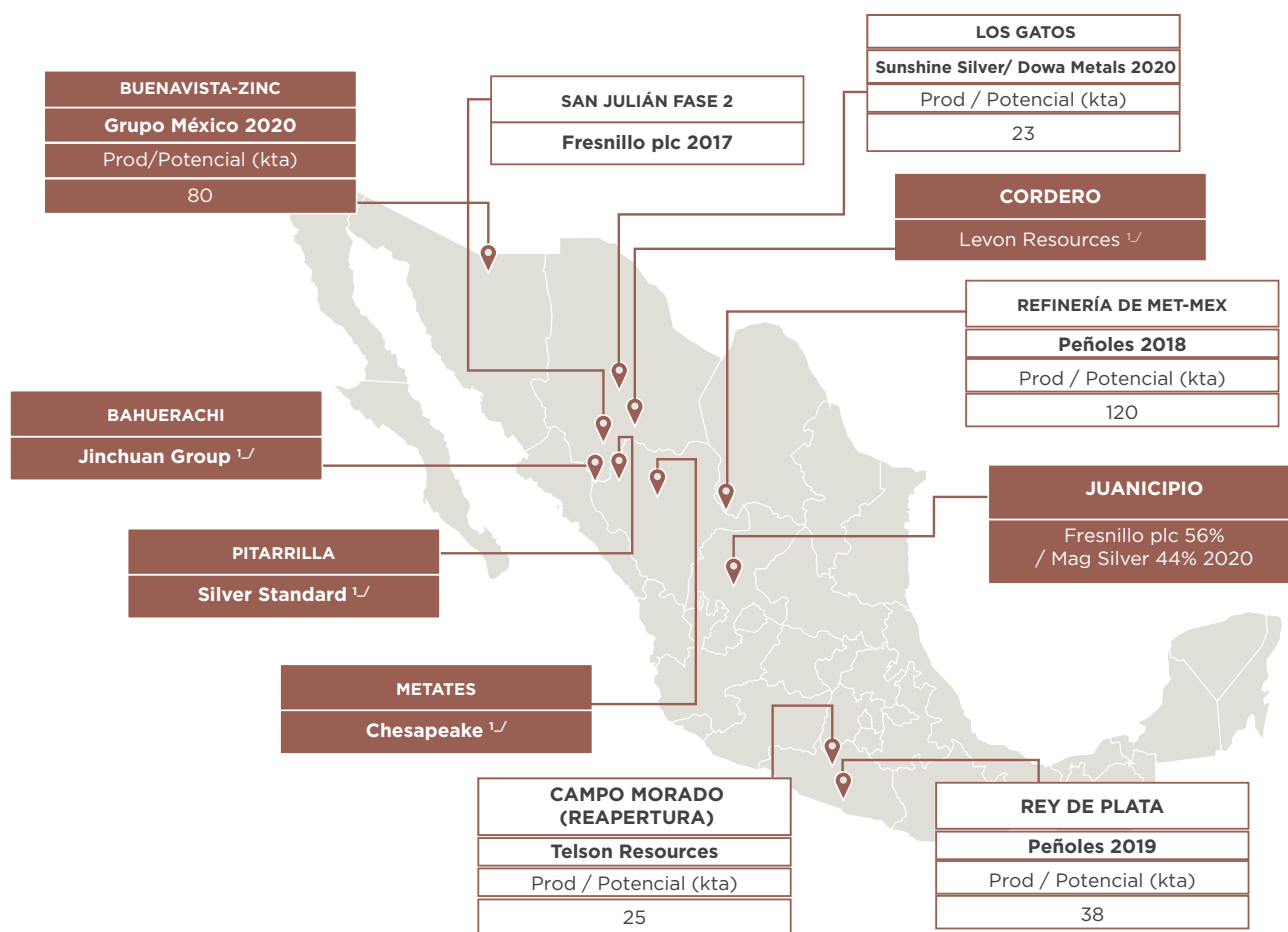 BUENAVISTA-ZINC
Grupo México 2020
Prod/Potencial (kta)
80
SAN JULIÁN FASE 2
Fresnillo plc 2017
LOS GATOS
Sunshine Silver/ Dowa Metals 2020
Prod / Potencial (kta)
23
CORDERO
Levon Resources ¹_/
REFINERÍA DE MET-MEX
Peñoles 2018
Prod / Potencial (kta)
120
BAHUERACHI
Jinchuan Group ¹_/
JUANICIPIO
Fresnillo plc 56%
/ Mag Silver 44% 2020
PITARRILLA
Silver Standard ¹_/
METATES
Chesapeake ¹_/
CAMPO MORADO
(REAPERTURA)
Telson Resources
Prod / Potencial (kta)
25
REY DE PLATA
Peñoles 2019
Prod / Potencial (kta)
38